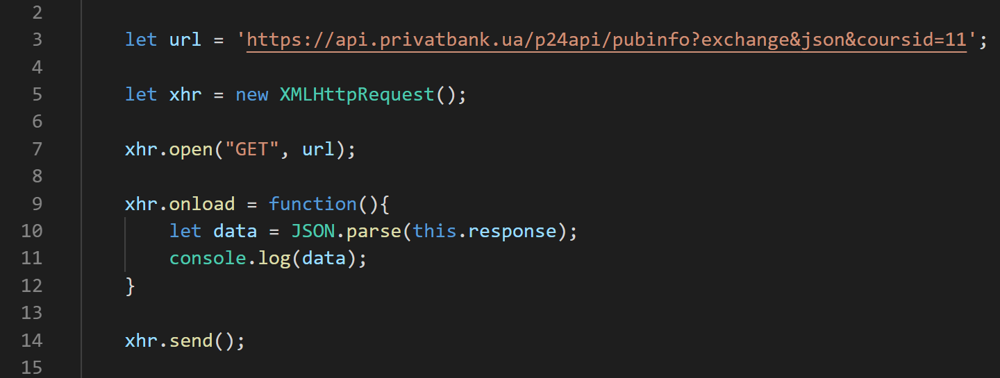 2
3 let url = 'https://api.privatbank.ua/p24api/pubinfo?exchange&json&coursid=11';
4
5 let xhr = new XMLHttpRequest();
6
7 xhr.open("GET", url);
8
9 xhr.onload = function(){
10 let data = JSON.parse(this.response);
11 console.log(data);
12 }
13
14 xhr.send();
15